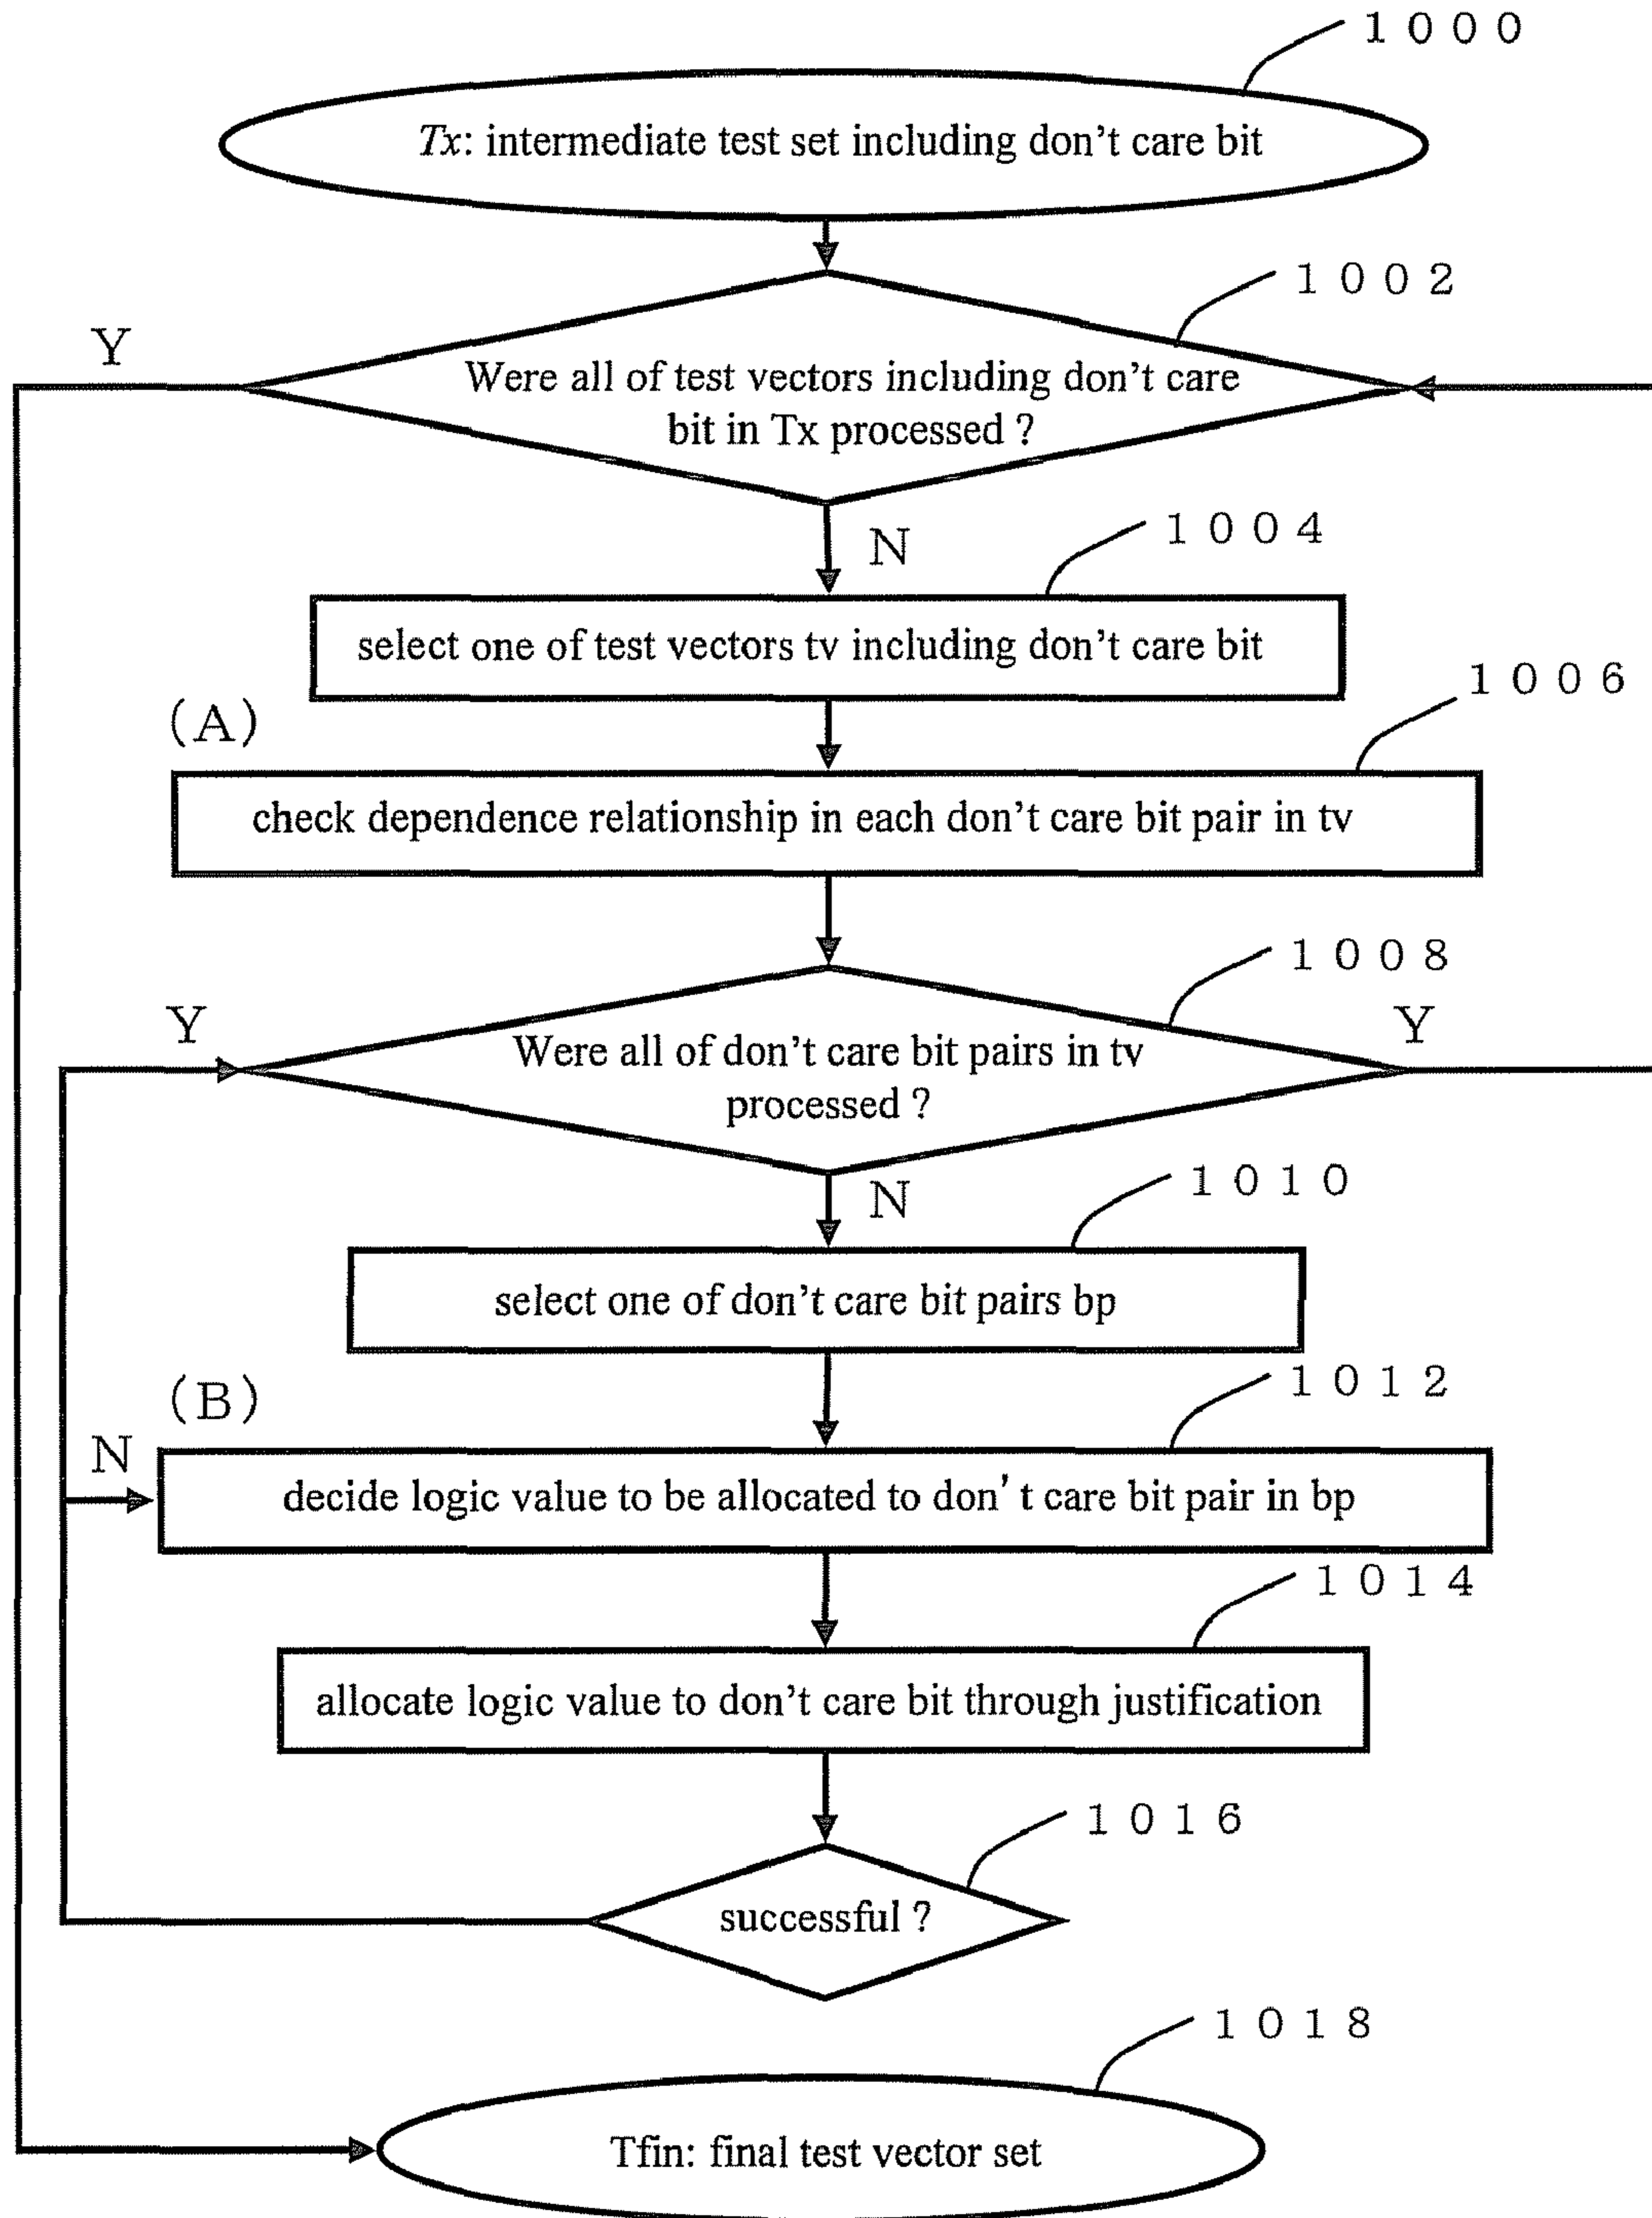 1000
Tx: intermediate test set including don't care bit
1002
Y
Were all of test vectors including don't care
bit in Tx processed ?
N
1004
select one of test vectors tv including don't care bit
1006
(A)
check dependence relationship in each don't care bit pair in tv
1008
Y
Y
Were all of don't care bit pairs in tv
processed ?
N
1010
select one of don't care bit pairs bp
1012
(B)
N
decide logic value to be allocated to don't care bit pair in bp
1014
allocate logic value to don't care bit through justification
1016
successful ?
1018
Tfin: final test vector set